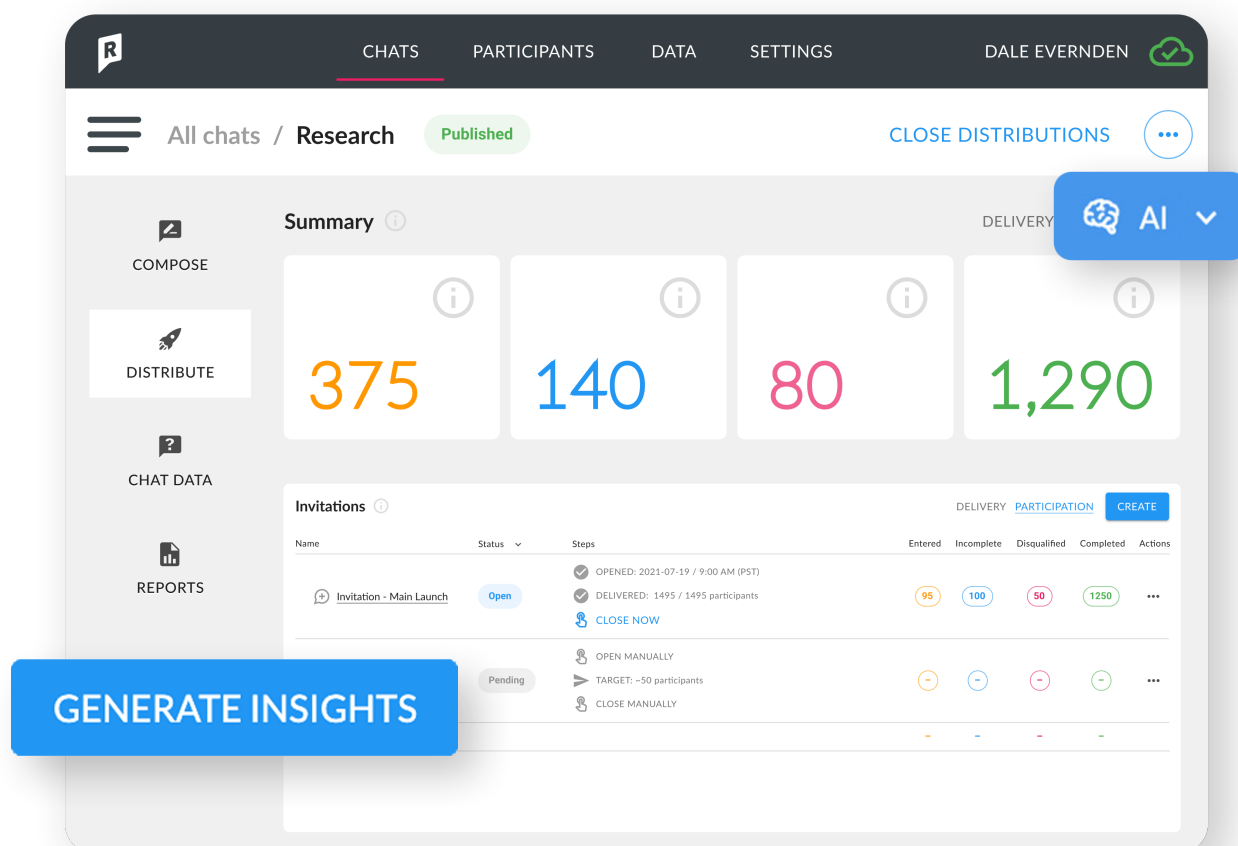 R
CHATS PARTICIPANTS DATA SETTINGS DALE EVERNDEN
All chats / Research Published CLOSE DISTRIBUTIONS
AI
Summary DELIVERY
COMPOSE
375 140 80 1,290
DISTRIBUTE
CHAT DATA
REPORTS
Invitations DELIVERY PARTICIPATION CREATE
Name Status Steps Entered Incomplete Disqualified Completed Actions
OPENED: 2021-07-19 / 9:00 AM (PST)
Invitation - Main Launch Open DELIVERED: 1495 / 1495 participants 95 100 50 1250
CLOSE NOW
OPEN MANUALLY
Pending TARGET: ~50 participants – – – –
CLOSE MANUALLY
– – – –
GENERATE INSIGHTS